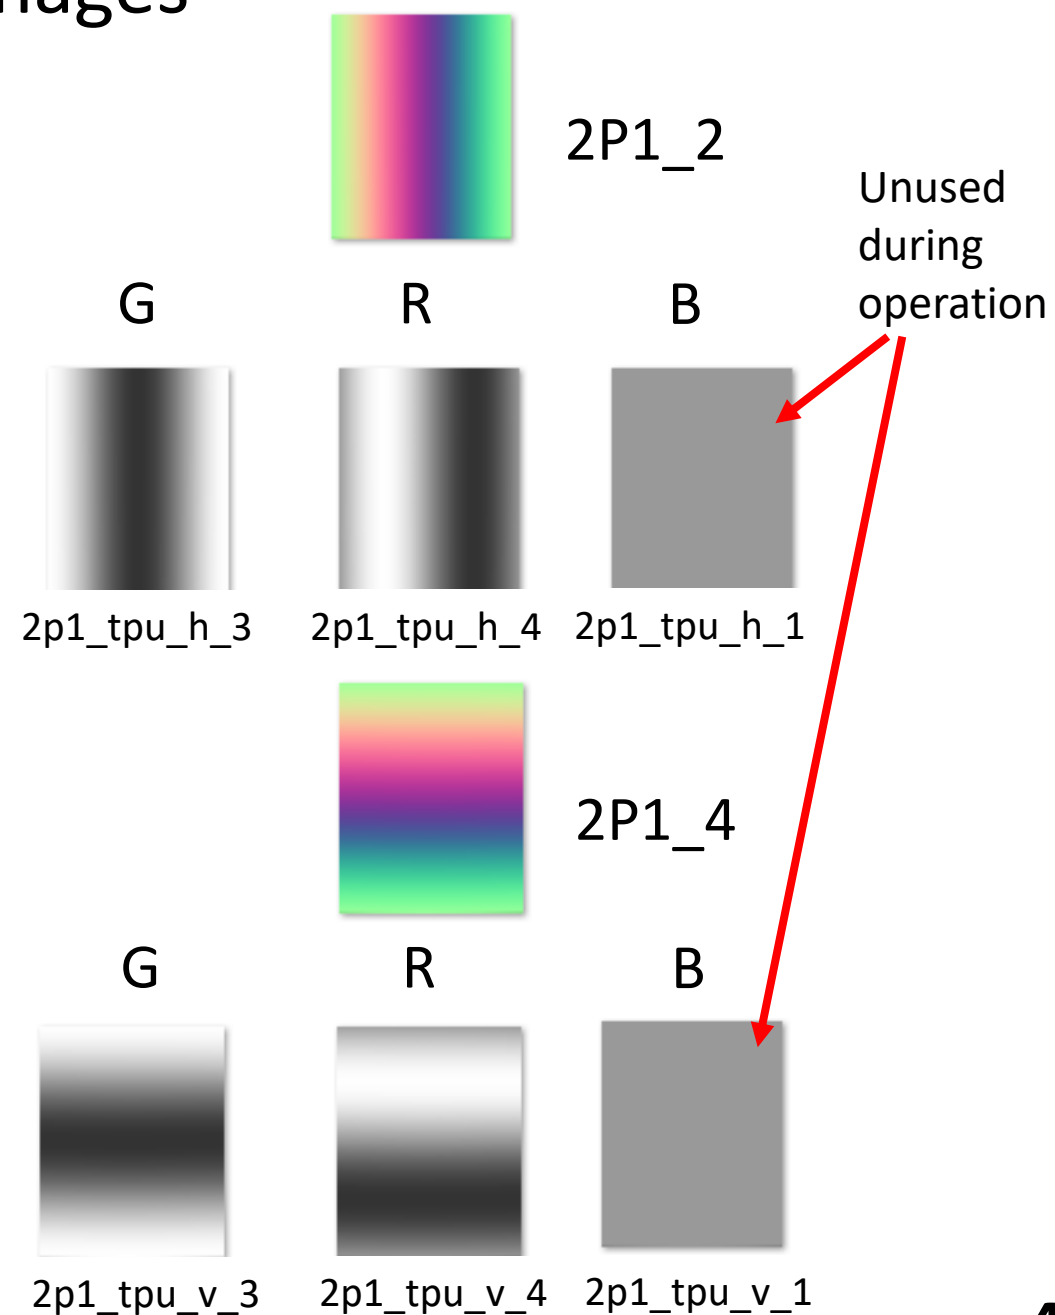 2P1_2
Unused
during
operation
G R B
2p1_tpu_h_3 2p1_tpu_h_4 2p1_tpu_h_1
2P1_4
G R B
2p1_tpu_v_3 2p1_tpu_v_4 2p1_tpu_v_1